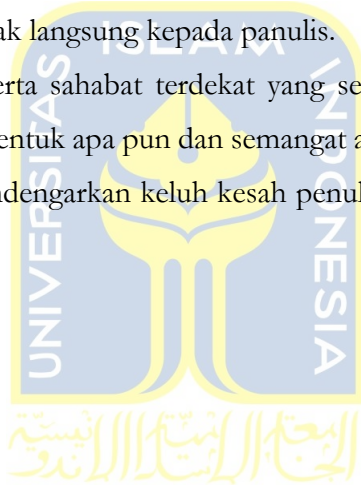 ak langsung kepada panulis.
erta sahabat terdekat yang se
entuk apa pun dan semangat a
ndengarkan keluh kesah penul
UNIVERSITAS ISLAM INDONESIA